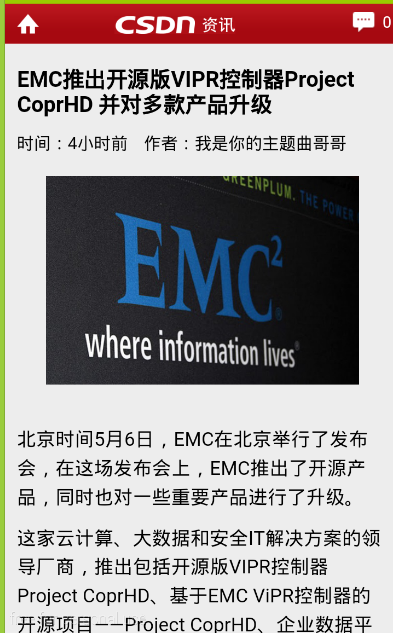 CSDN 资讯
0
EMC推出开源版VIPR控制器Project
CoprHD 并对多款产品升级
时间：4小时前 作者：我是你的主题曲哥哥
GREENPLUM. THE POWER
EMC²
where information lives®
北京时间5月6日，EMC在北京举行了发布
会，在这场发布会上，EMC推出了开源产
品，同时也对一些重要产品进行了升级。
这家云计算、大数据和安全IT解决方案的领
导厂商，推出包括开源版VIPR控制器
Project CoprHD、基于EMC ViPR控制器的
开源项目——Project CoprHD、企业数据平